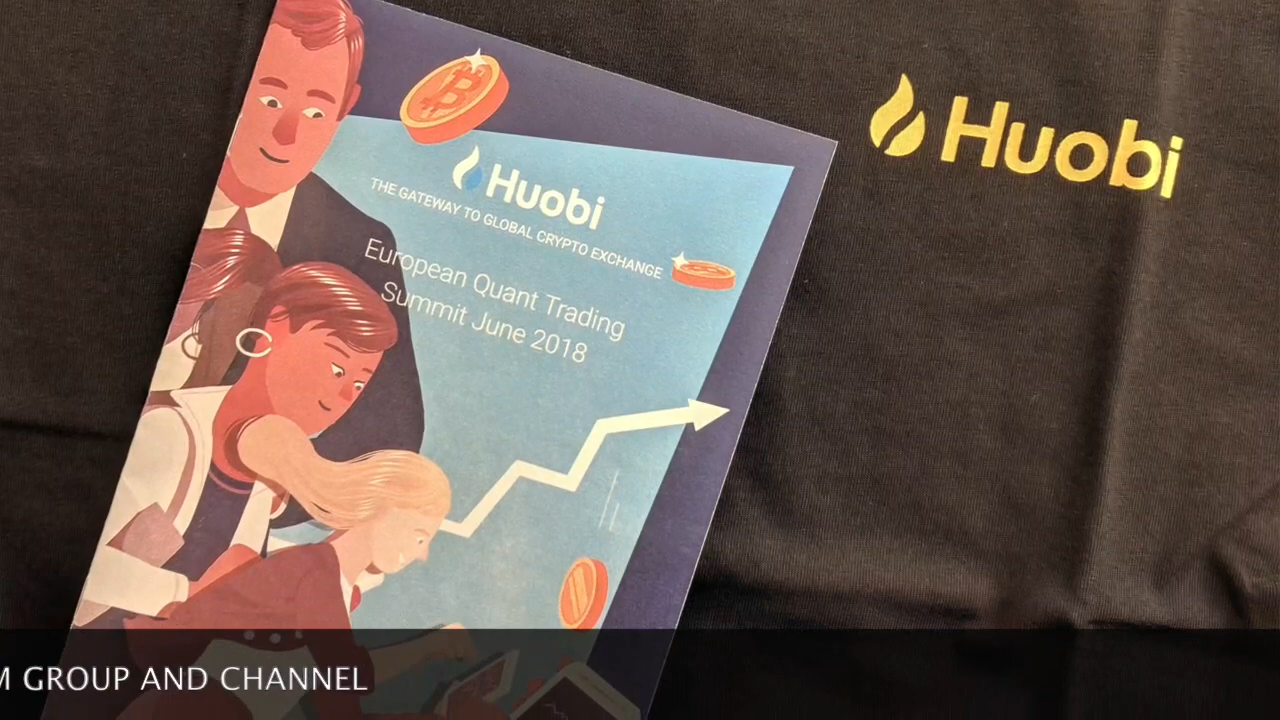 Huobi
THE GATEWAY TO GLOBAL CRYPTO EXCHANGE
European Quant Trading
Summit June 2018
Huobi
GROUP AND CHANNEL